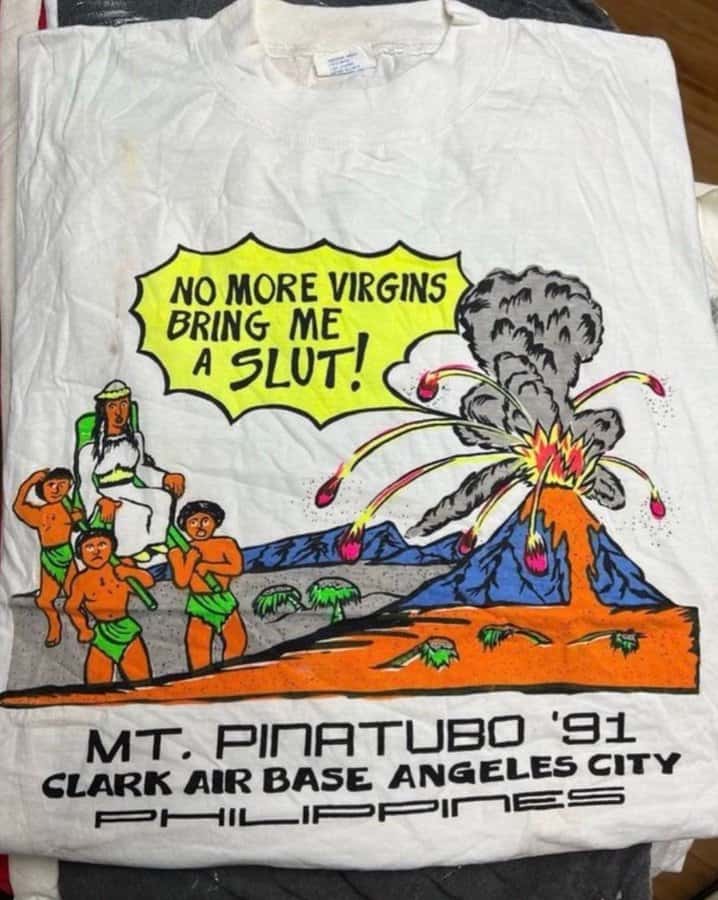 NO MORE VIRGINS
BRING ME
A SLUT!
MT. PINATUBO '91
CLARK AIR BASE ANGELES CITY
PHILIPPINES